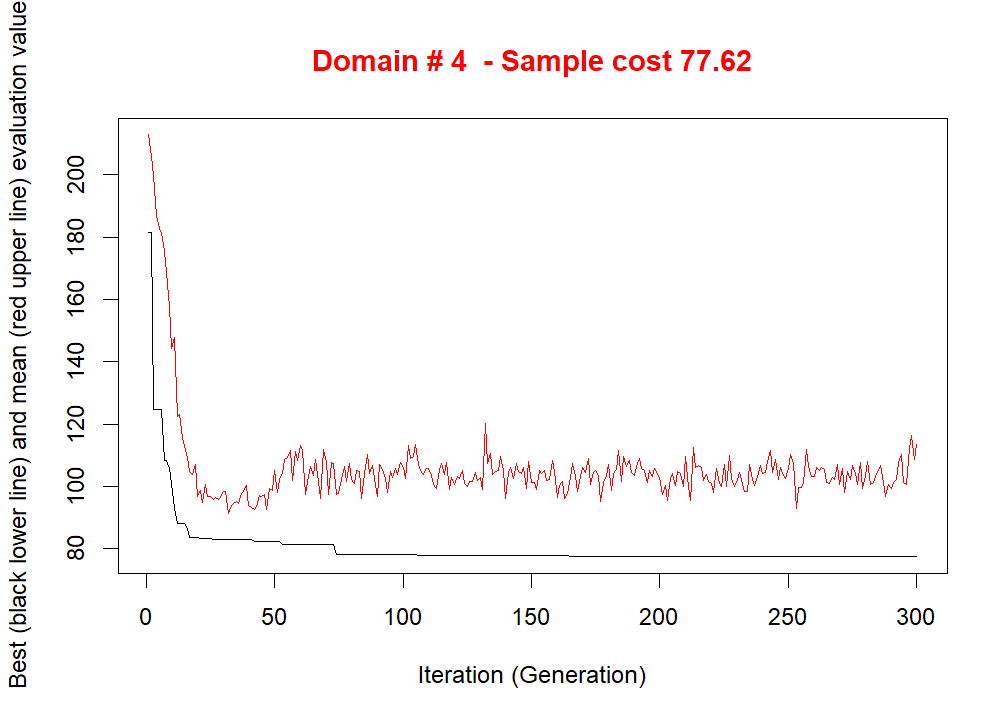 Domain # 4  - Sample cost 77.62
Best (black lower line) and mean (red upper line) evaluation value
200
180
160
140
120
100
80
0 50 100 150 200 250 300
Iteration (Generation)